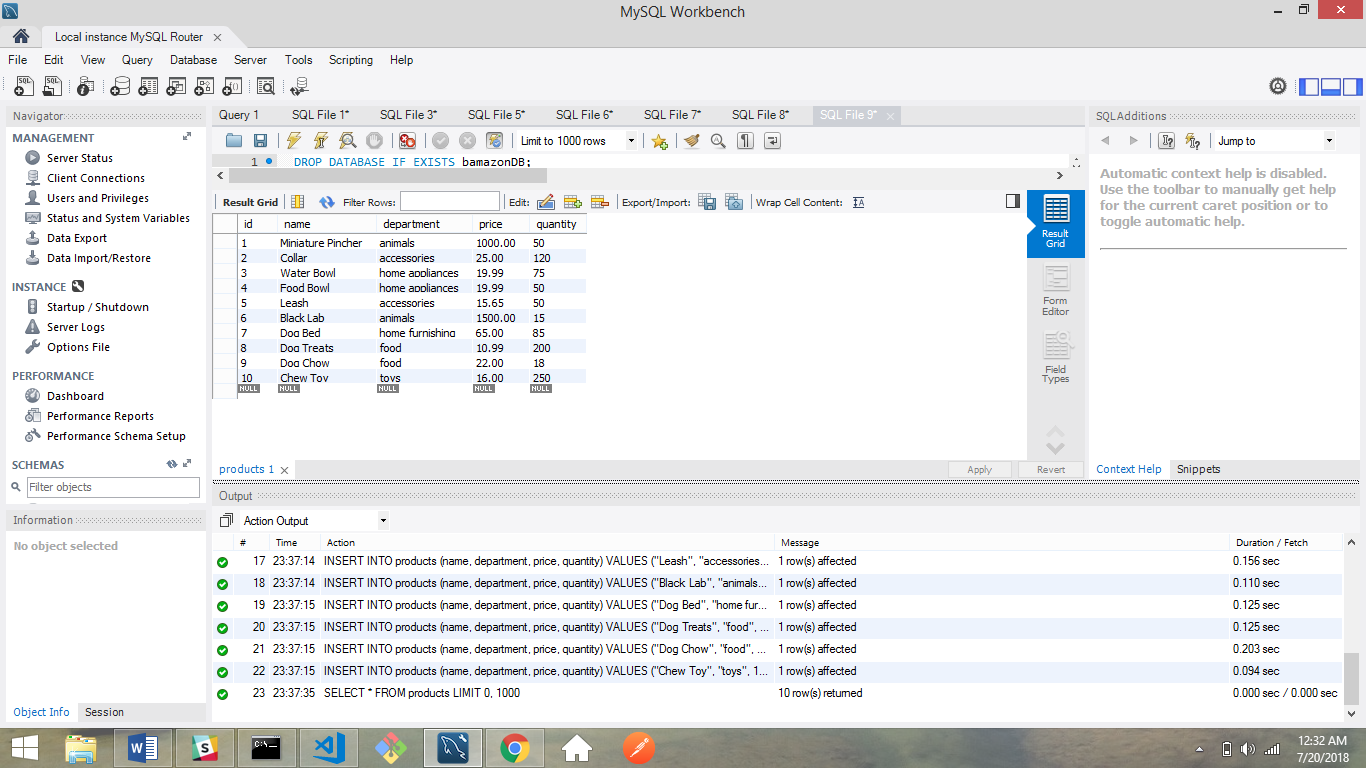 MySQL Workbench
Local instance MySQL Router
File Edit View Query Database Server Tools Scripting Help
Navigator
MANAGEMENT
Server Status
Client Connections
Users and Privileges
Status and System Variables
Data Export
Data Import/Restore
INSTANCE
Startup / Shutdown
Server Logs
Options File
PERFORMANCE
Dashboard
Performance Reports
Performance Schema Setup
SCHEMAS
Filter objects
Information
No object selected
Object Info Session
Query 1 SQL File 1* SQL File 3* SQL File 5* SQL File 6* SQL File 7* SQL File 8* SQL File 9*
Limit to 1000 rows
1 DROP DATABASE IF EXISTS bamazonDB;
Result Grid Filter Rows: Edit: Export/Import: Wrap Cell Content: IA
id name department price quantity
1 Miniature Pincher animals 1000.00 50
2 Collar accessories 25.00 120
3 Water Bowl home appliances 19.99 75
4 Food Bowl home appliances 19.99 50
5 Leash accessories 15.65 50
6 Black Lab animals 1500.00 15
7 Dog Bed home furnishing 65.00 85
8 Dog Treats food 10.99 200
9 Dog Chow food 22.00 18
10 Chew Toy toys 16.00 250
NULL NULL NULL NULL NULL
Result
Grid
Form
Editor
Field
Types
products 1 Apply Revert
SQLAdditions
Jump to
Automatic context help is disabled.
Use the toolbar to manually get help
for the current caret position or to
toggle automatic help.
Context Help Snippets
Output
Action Output
# Time Action Message Duration / Fetch
17 23:37:14 INSERT INTO products (name, department, price, quantity) VALUES ("Leash", "accessories... 1 row(s) affected 0.156 sec
18 23:37:14 INSERT INTO products (name, department, price, quantity) VALUES ("Black Lab", "animals... 1 row(s) affected 0.110 sec
19 23:37:15 INSERT INTO products (name, department, price, quantity) VALUES ("Dog Bed", "home fur... 1 row(s) affected 0.125 sec
20 23:37:15 INSERT INTO products (name, department, price, quantity) VALUES ("Dog Treats", "food", ... 1 row(s) affected 0.125 sec
21 23:37:15 INSERT INTO products (name, department, price, quantity) VALUES ("Dog Chow", "food", ... 1 row(s) affected 0.203 sec
22 23:37:15 INSERT INTO products (name, department, price, quantity) VALUES ("Chew Toy", "toys", 1... 1 row(s) affected 0.094 sec
23 23:37:35 SELECT * FROM products LIMIT 0, 1000 10 row(s) returned 0.000 sec / 0.000 sec
12:32 AM
7/20/2018